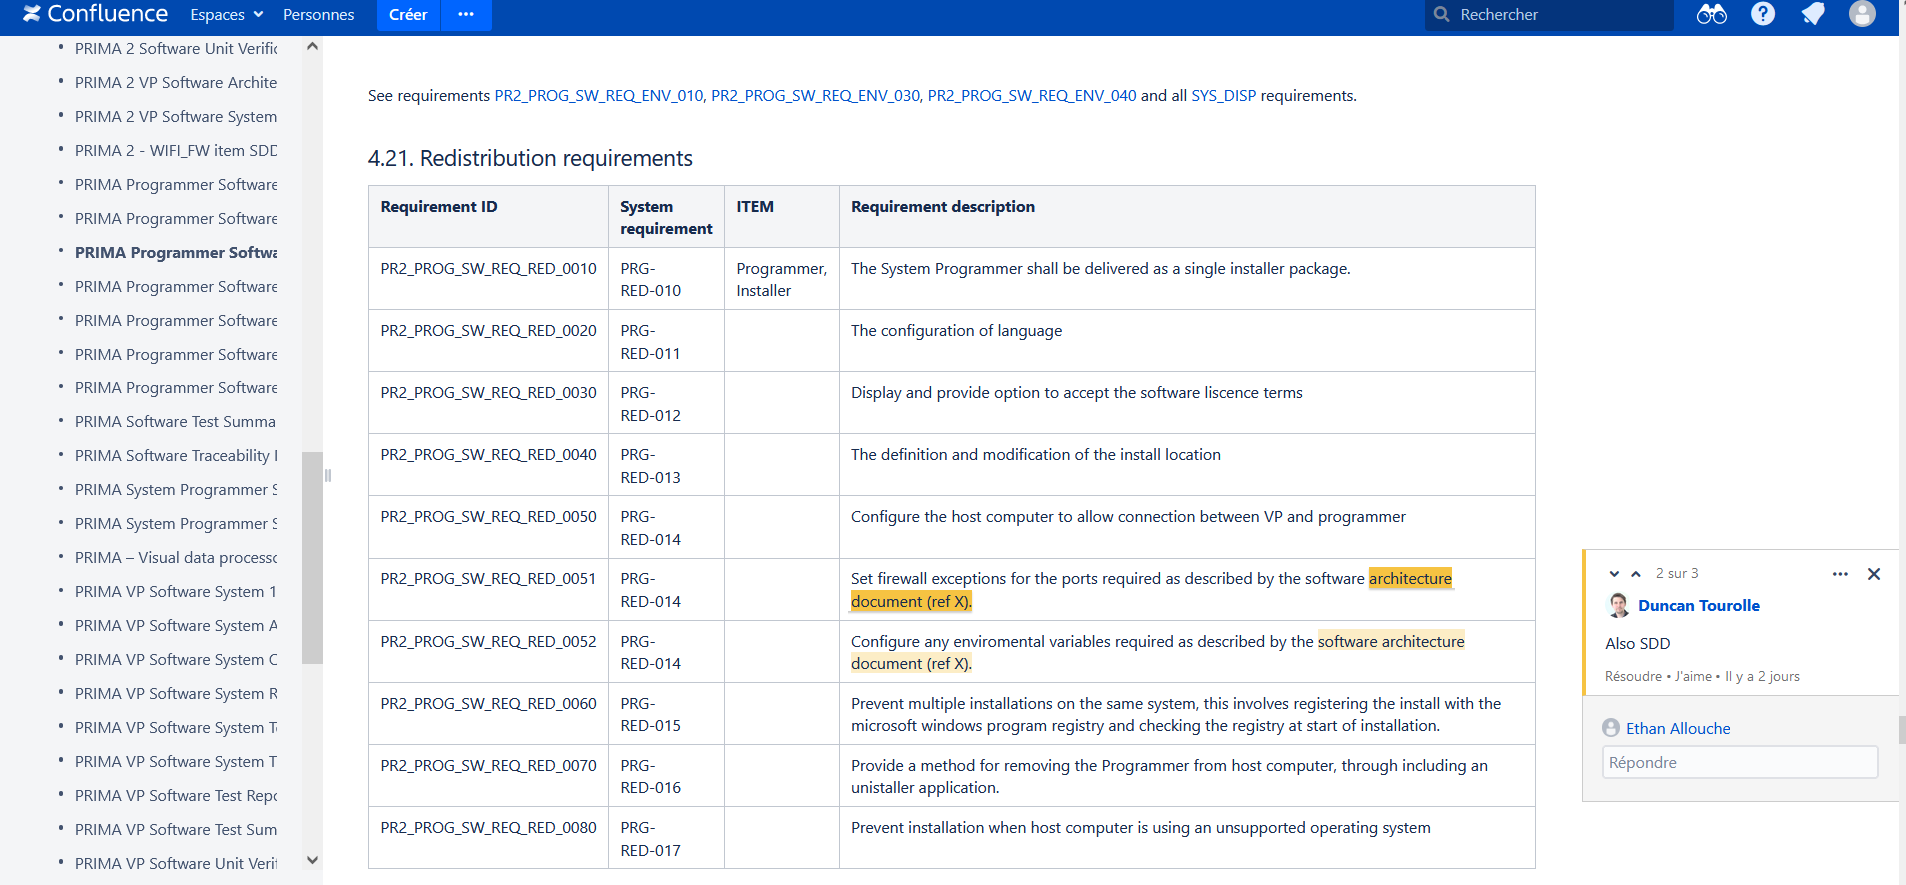 Confluence
Espaces
Personnes
Créer
Rechercher
PRIMA 2 Software Unit Verific
PRIMA 2 VP Software Archite
PRIMA 2 VP Software System
PRIMA 2 - WIFI_FW item SDD
PRIMA Programmer Software
PRIMA Programmer Software
PRIMA Programmer Softwa
PRIMA Programmer Software
PRIMA Programmer Software
PRIMA Programmer Software
PRIMA Programmer Software
PRIMA Software Test Summa
PRIMA Software Traceability I
PRIMA System Programmer S
PRIMA System Programmer S
PRIMA – Visual data processo
PRIMA VP Software System 1
PRIMA VP Software System A
PRIMA VP Software System C
PRIMA VP Software System R
PRIMA VP Software System Te
PRIMA VP Software System T
PRIMA VP Software Test Repo
PRIMA VP Software Test Sum
PRIMA VP Software Unit Verif
See requirements PR2_PROG_SW_REQ_ENV_010, PR2_PROG_SW_REQ_ENV_030, PR2_PROG_SW_REQ_ENV_040 and all SYS_DISP requirements.
4.21. Redistribution requirements
Requirement ID
System
requirement
ITEM
Requirement description
PR2_PROG_SW_REQ_RED_0010
PRG-
RED-010
Programmer,
Installer
The System Programmer shall be delivered as a single installer package.
PR2_PROG_SW_REQ_RED_0020
PRG-
RED-011
The configuration of language
PR2_PROG_SW_REQ_RED_0030
PRG-
RED-012
Display and provide option to accept the software liscence terms
PR2_PROG_SW_REQ_RED_0040
PRG-
RED-013
The definition and modification of the install location
PR2_PROG_SW_REQ_RED_0050
PRG-
RED-014
Configure the host computer to allow connection between VP and programmer
PR2_PROG_SW_REQ_RED_0051
PRG-
RED-014
Set firewall exceptions for the ports required as described by the software architecture
document (ref X).
PR2_PROG_SW_REQ_RED_0052
PRG-
RED-014
Configure any enviromental variables required as described by the software architecture
document (ref X).
PR2_PROG_SW_REQ_RED_0060
PRG-
RED-015
Prevent multiple installations on the same system, this involves registering the install with the
microsoft windows program registry and checking the registry at start of installation.
PR2_PROG_SW_REQ_RED_0070
PRG-
RED-016
Provide a method for removing the Programmer from host computer, through including an
unistaller application.
PR2_PROG_SW_REQ_RED_0080
PRG-
RED-017
Prevent installation when host computer is using an unsupported operating system
2 sur 3
Duncan Tourolle
Also SDD
Résoudre • J'aime • Il y a 2 jours
Ethan Allouche
Répondre